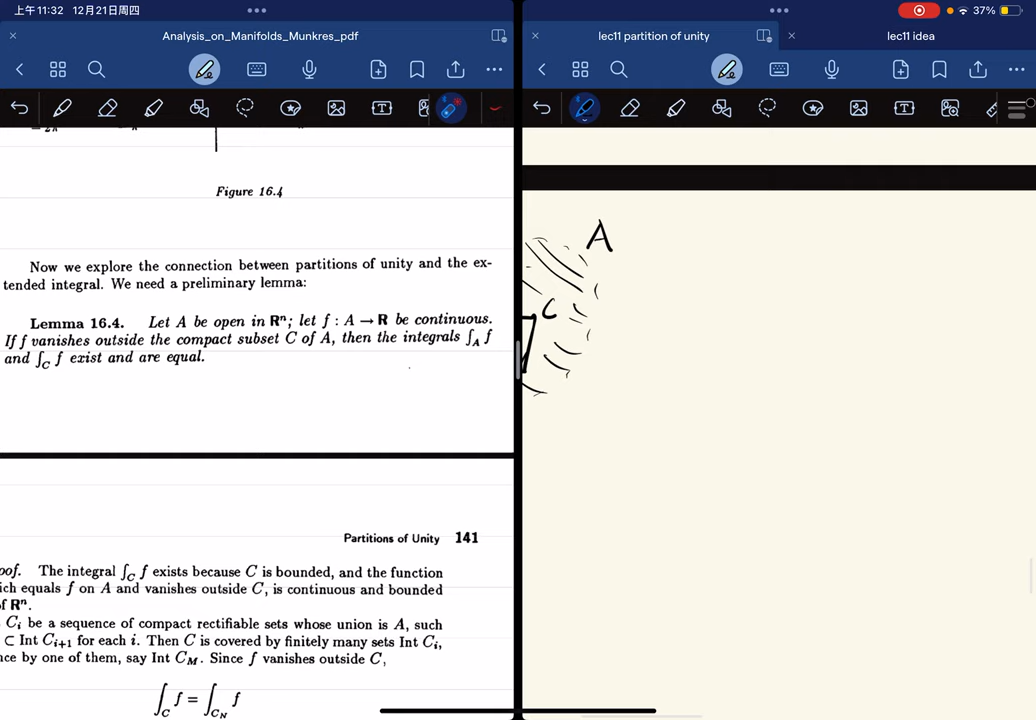 上午11:32 12月21日周四
37%
Analysis_on_Manifolds_Munkres_pdf
lec11 partition of unity
lec11 idea
Figure 16.4
Now we explore the connection between partitions of unity and the ex-
tended integral. We need a preliminary lemma:
Lemma 16.4. Let A be open in Rⁿ; let f : A → R be continuous.
If f vanishes outside the compact subset C of A, then the integrals ∫_A f
and ∫_C f exist and are equal.
Partitions of Unity 141
oof. The integral ∫_C f exists because C is bounded, and the function
ich equals f on A and vanishes outside C, is continuous and bounded
of Rⁿ.
C_i be a sequence of compact rectifiable sets whose union is A, such
⊂ Int C_{i+1} for each i. Then C is covered by finitely many sets Int C_i,
nce by one of them, say Int C_M. Since f vanishes outside C,
∫_C f = ∫_{C_N} f
A
C